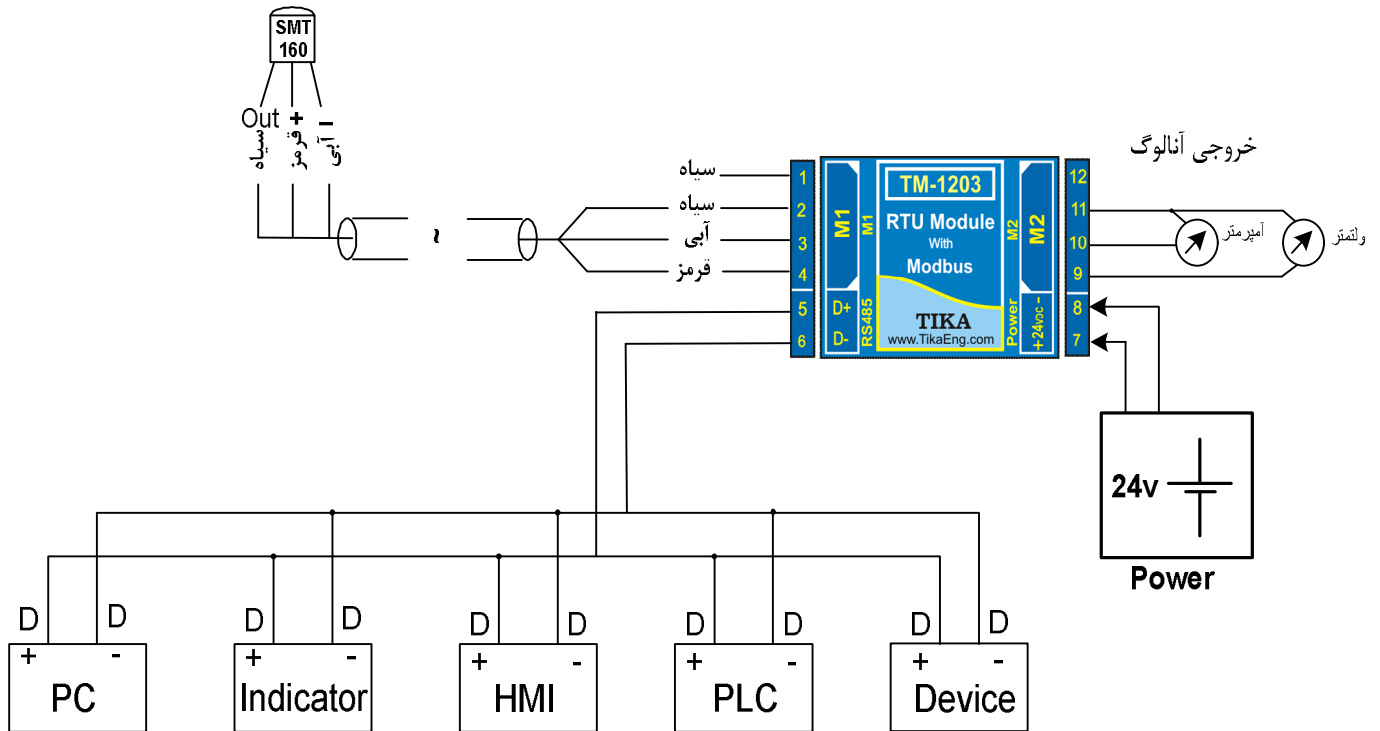 SMT
160
Out + –
سیاه
قرمز
آبی
خروجی آنالوگ
سیاه
سیاه
آبی
قرمز
1
2
3
4
5
6
M1
M1
D+
D-
RS485
TM-1203
RTU Module
With
Modbus
TIKA
www.TikaEng.com
M2
M2
Power
+24VDC -
12
11
10
9
8
7
آمپرمتر
ولتمتر
24v
Power
D D
+ -
PC
D D
+ -
Indicator
D D
+ -
HMI
D D
+ -
PLC
D D
+ -
Device